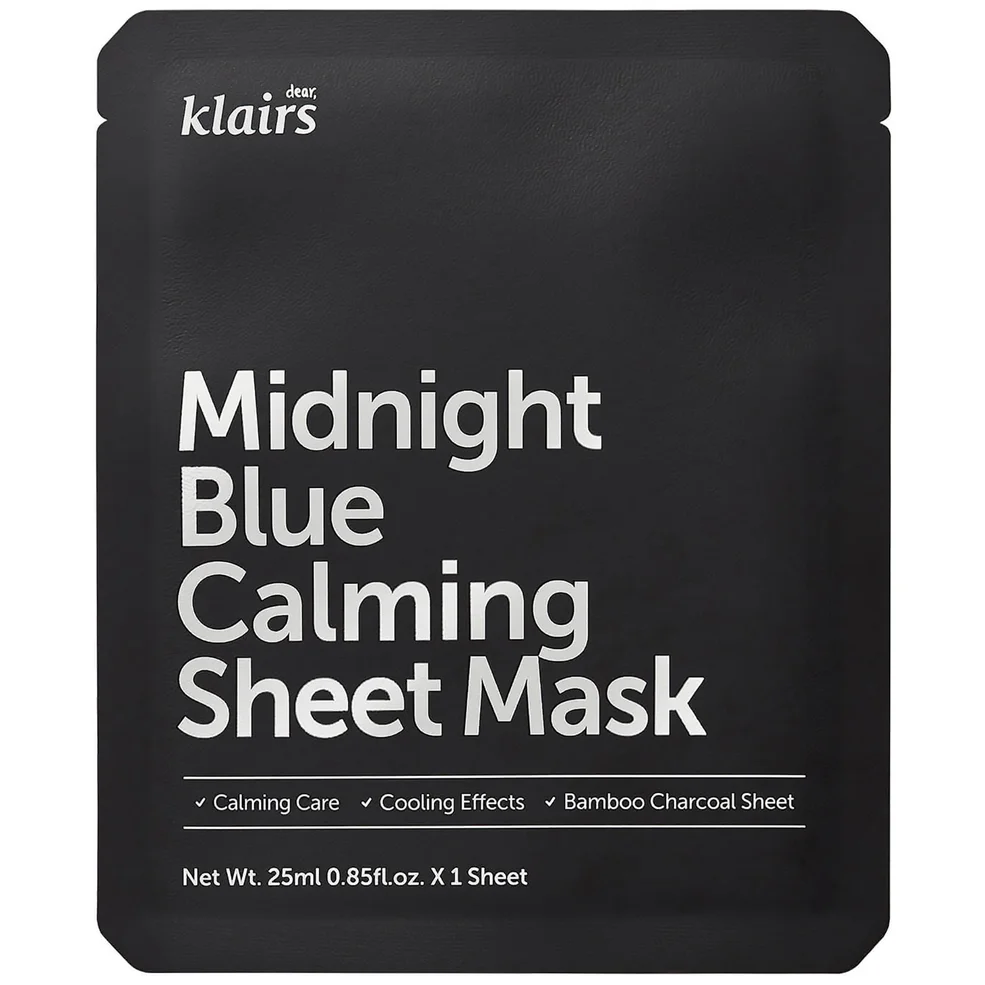 dear,
klairs
Midnight
Blue
Calming
Sheet Mask
✓ Calming Care ✓ Cooling Effects ✓ Bamboo Charcoal Sheet
Net Wt. 25ml 0.85fl.oz. X 1 Sheet